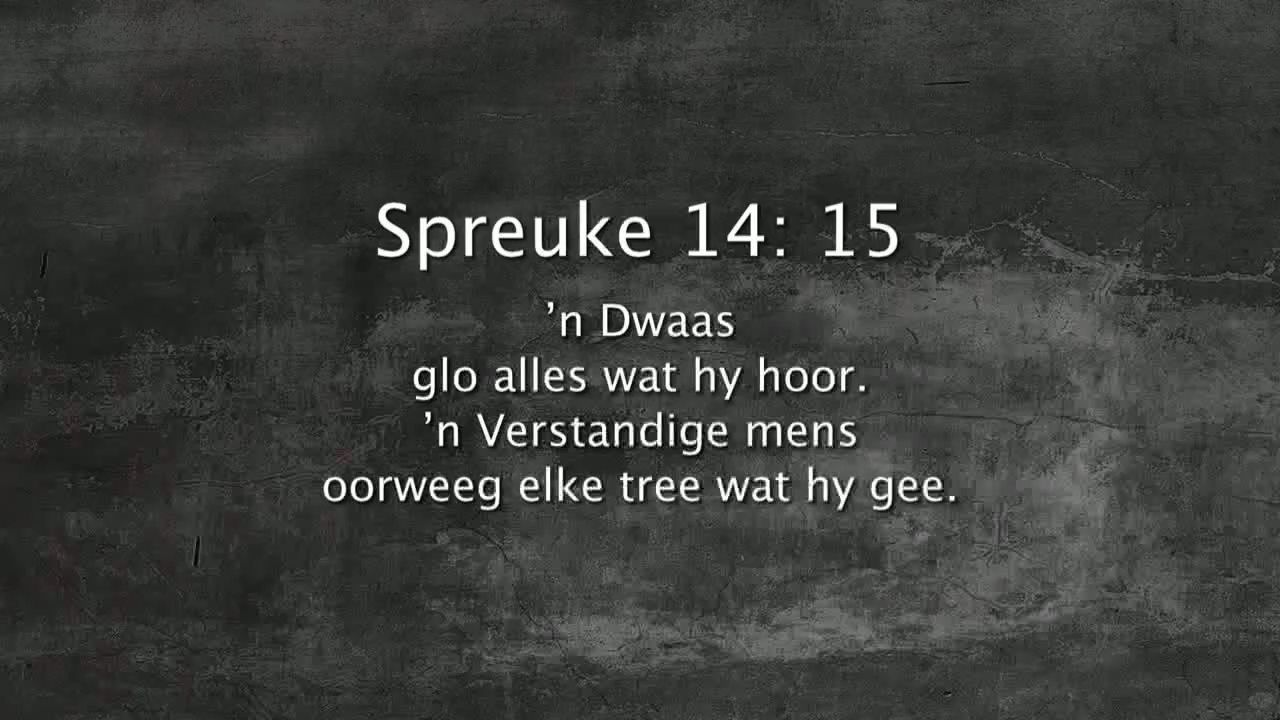 Spreuke 14: 15
’n Dwaas
glo alles wat hy hoor.
’n Verstandige mens
oorweeg elke tree wat hy gee.